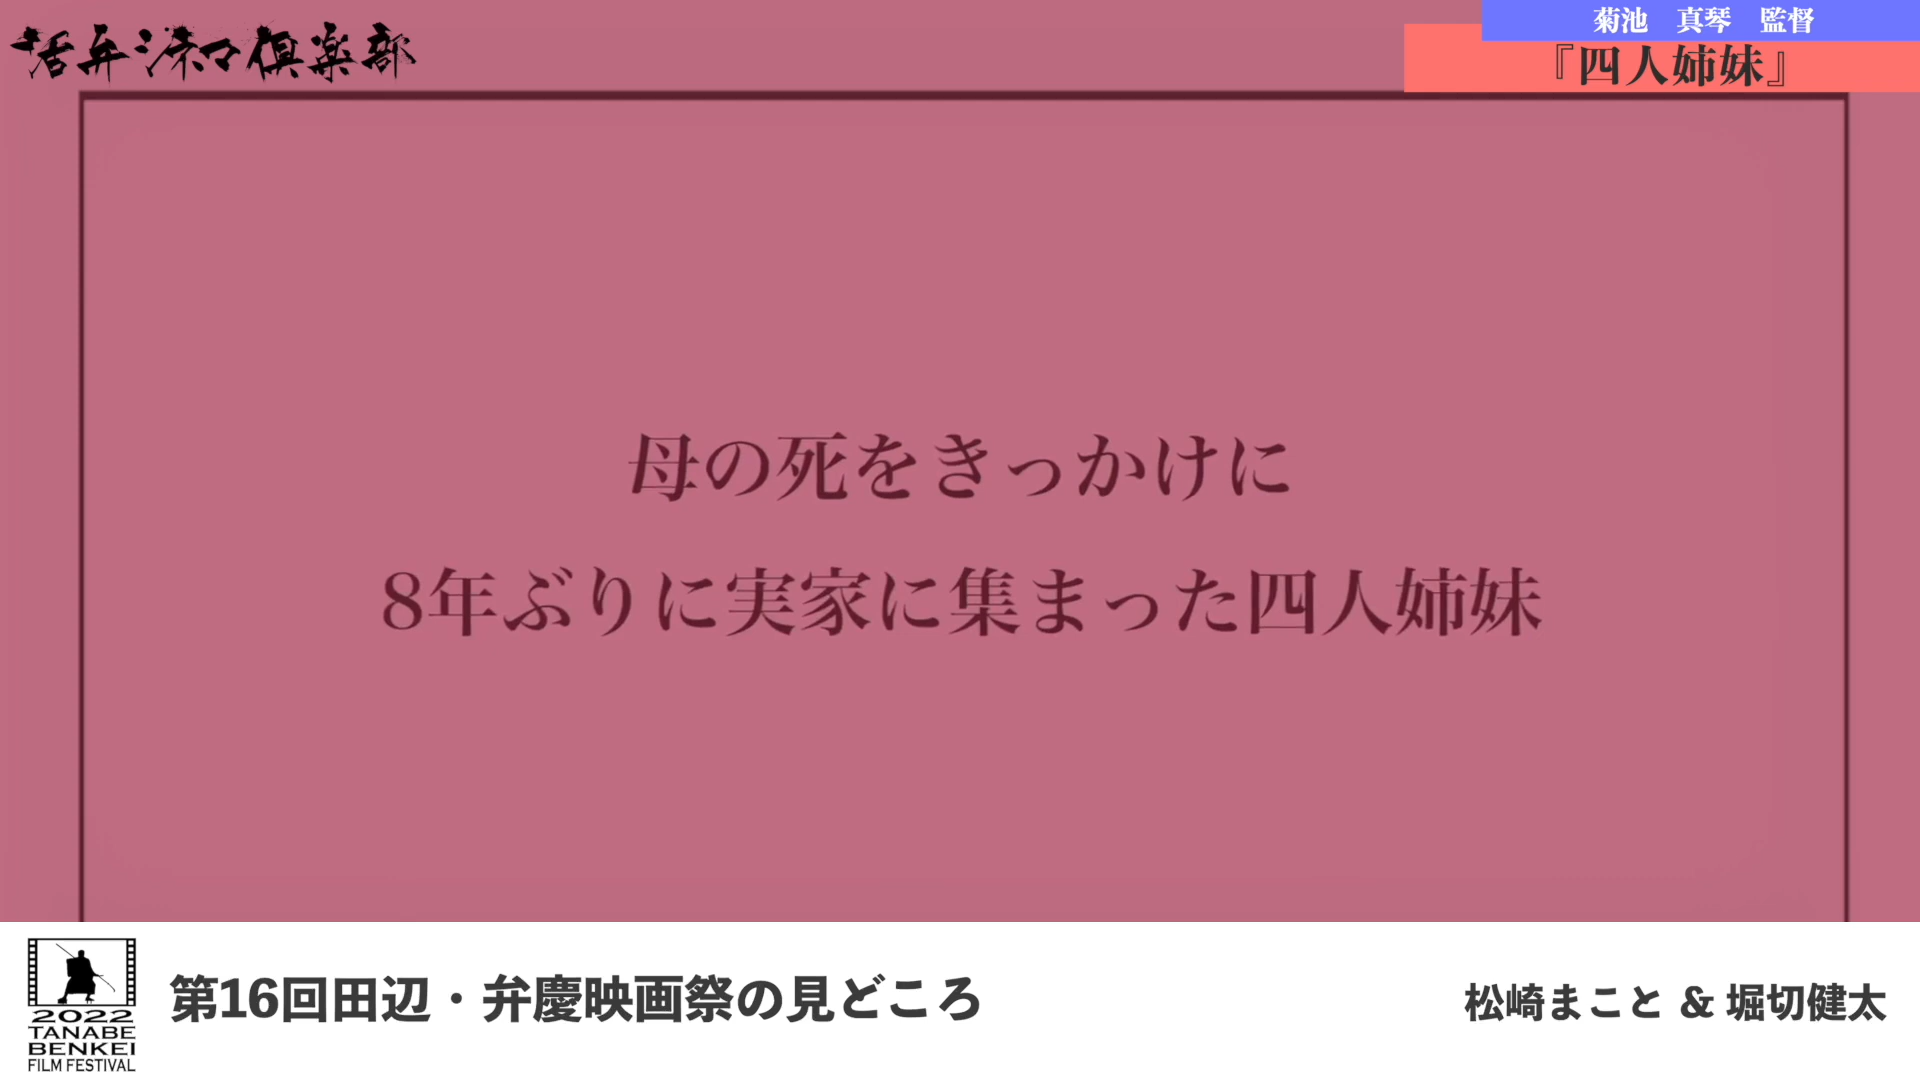 活弁シネマ倶楽部
菊池 真琴 監督
『四人姉妹』
母の死をきっかけに
8年ぶりに実家に集まった四人姉妹
2022
TANABE
BENKEI
FILM FESTIVAL
第16回田辺・弁慶映画祭の見どころ
松崎まこと & 堀切健太